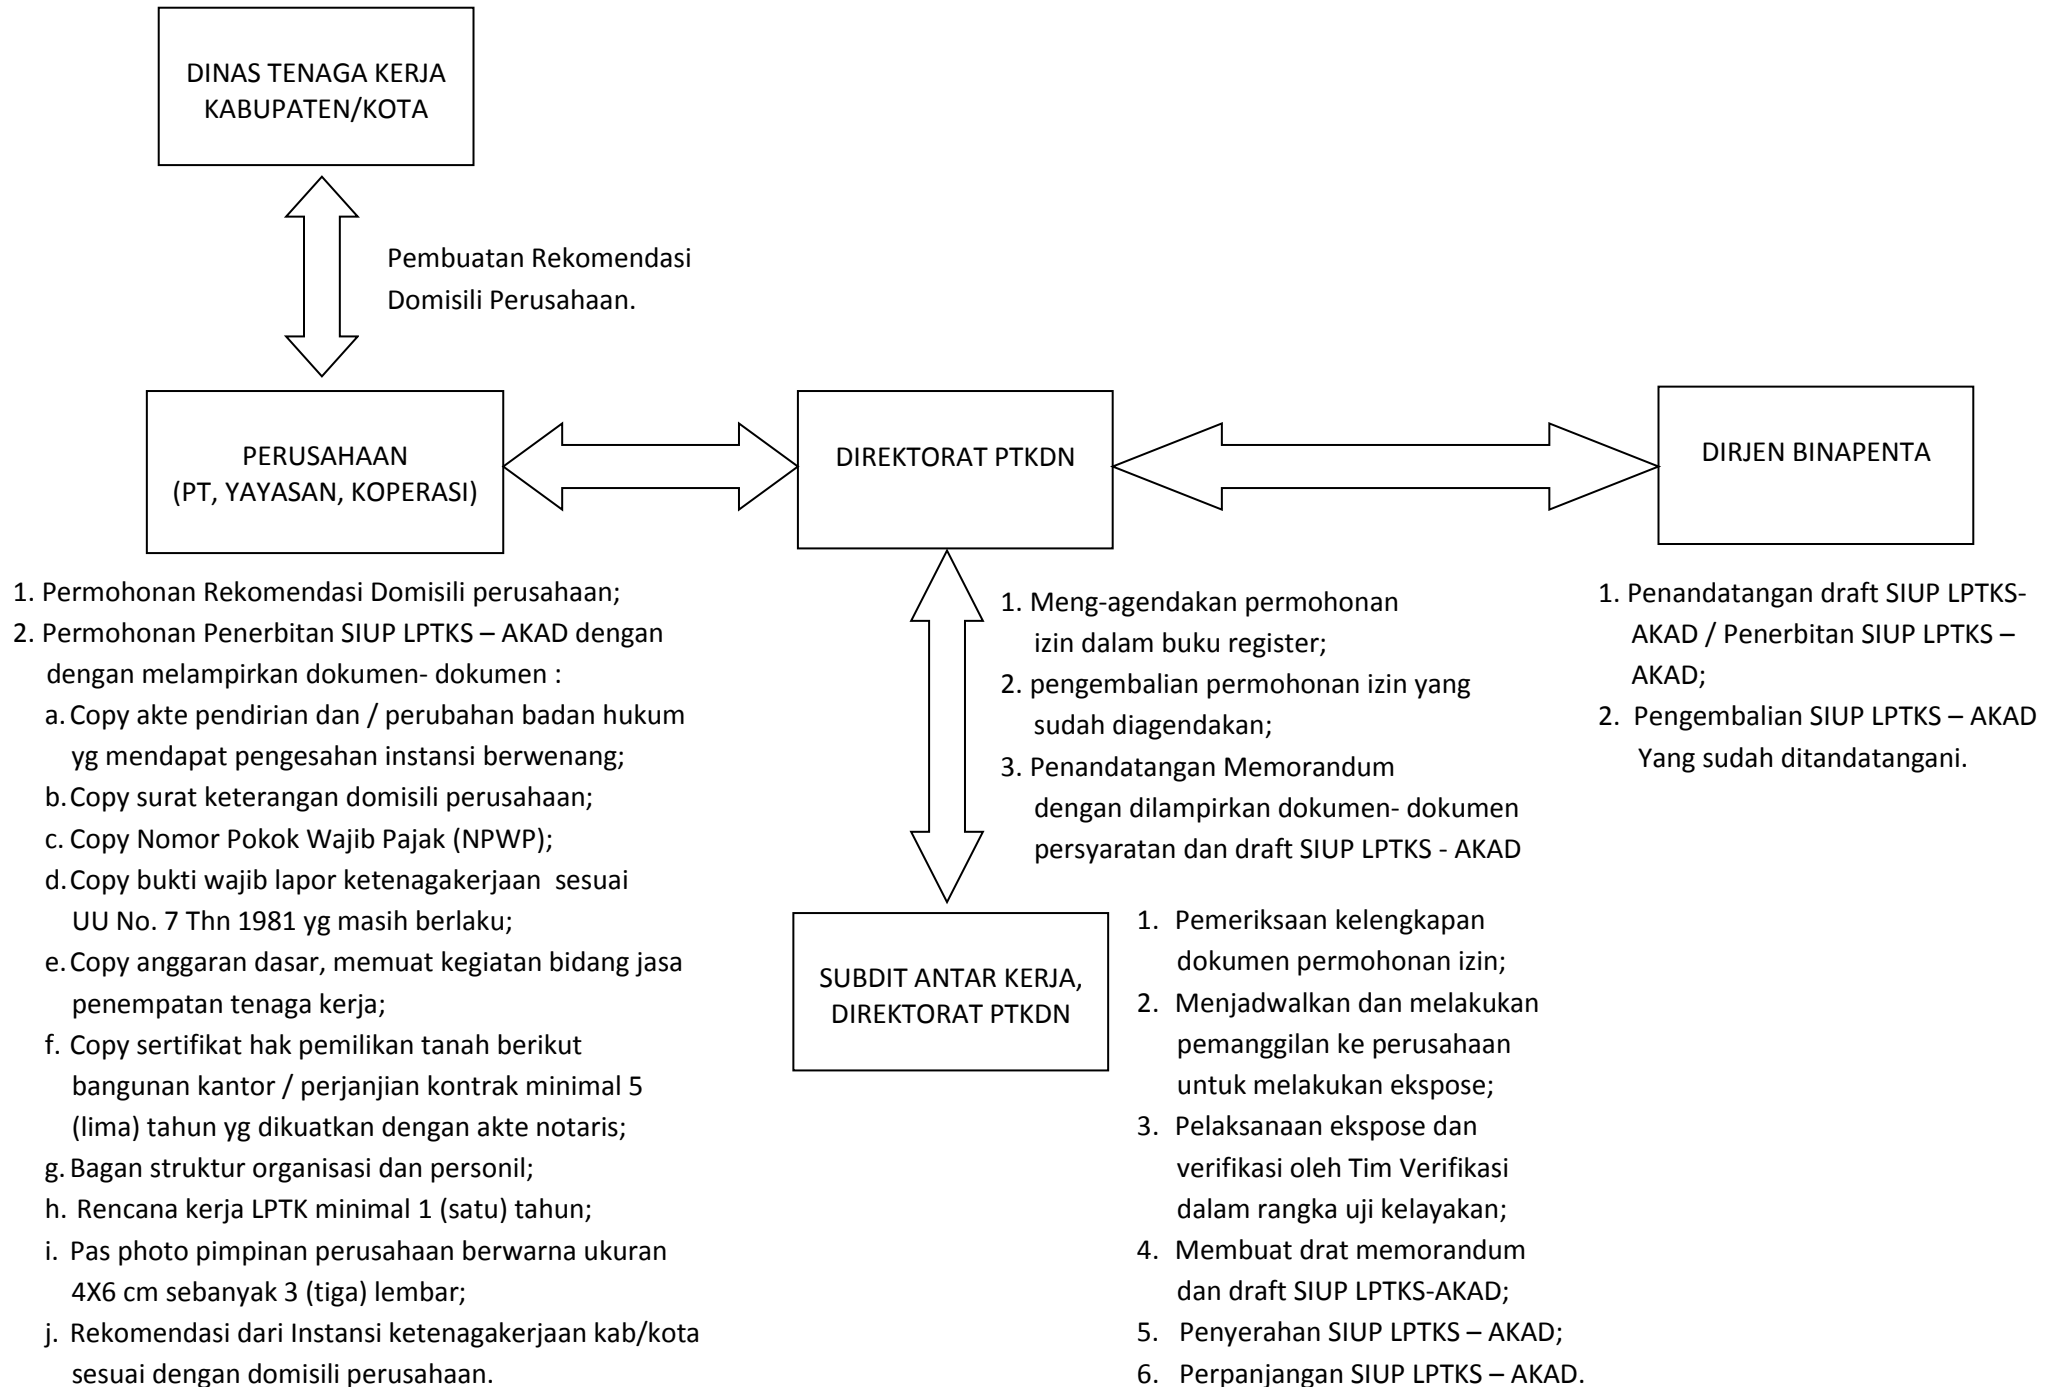 DINAS TENAGA KERJA
KABUPATEN/KOTA
Pembuatan Rekomendasi
Domisili Perusahaan.
PERUSAHAAN
(PT, YAYASAN, KOPERASI)
DIREKTORAT PTKDN
DIRJEN BINAPENTA
1. Permohonan Rekomendasi Domisili perusahaan;
2. Permohonan Penerbitan SIUP LPTKS – AKAD dengan
dengan melampirkan dokumen- dokumen :
a. Copy akte pendirian dan / perubahan badan hukum
yg mendapat pengesahan instansi berwenang;
b. Copy surat keterangan domisili perusahaan;
c. Copy Nomor Pokok Wajib Pajak (NPWP);
d. Copy bukti wajib lapor ketenagakerjaan  sesuai
UU No. 7 Thn 1981 yg masih berlaku;
e. Copy anggaran dasar, memuat kegiatan bidang jasa
penempatan tenaga kerja;
f. Copy sertifikat hak pemilikan tanah berikut
bangunan kantor / perjanjian kontrak minimal 5
(lima) tahun yg dikuatkan dengan akte notaris;
g. Bagan struktur organisasi dan personil;
h. Rencana kerja LPTK minimal 1 (satu) tahun;
i. Pas photo pimpinan perusahaan berwarna ukuran
4X6 cm sebanyak 3 (tiga) lembar;
j. Rekomendasi dari Instansi ketenagakerjaan kab/kota
sesuai dengan domisili perusahaan.
1. Meng-agendakan permohonan
izin dalam buku register;
2. pengembalian permohonan izin yang
sudah diagendakan;
3. Penandatangan Memorandum
dengan dilampirkan dokumen- dokumen
persyaratan dan draft SIUP LPTKS - AKAD
1. Penandatangan draft SIUP LPTKS-
AKAD / Penerbitan SIUP LPTKS –
AKAD;
2. Pengembalian SIUP LPTKS – AKAD
Yang sudah ditandatangani.
SUBDIT ANTAR KERJA,
DIREKTORAT PTKDN
1. Pemeriksaan kelengkapan
dokumen permohonan izin;
2. Menjadwalkan dan melakukan
pemanggilan ke perusahaan
untuk melakukan ekspose;
3. Pelaksanaan ekspose dan
verifikasi oleh Tim Verifikasi
dalam rangka uji kelayakan;
4. Membuat drat memorandum
dan draft SIUP LPTKS-AKAD;
5. Penyerahan SIUP LPTKS – AKAD;
6. Perpanjangan SIUP LPTKS – AKAD.